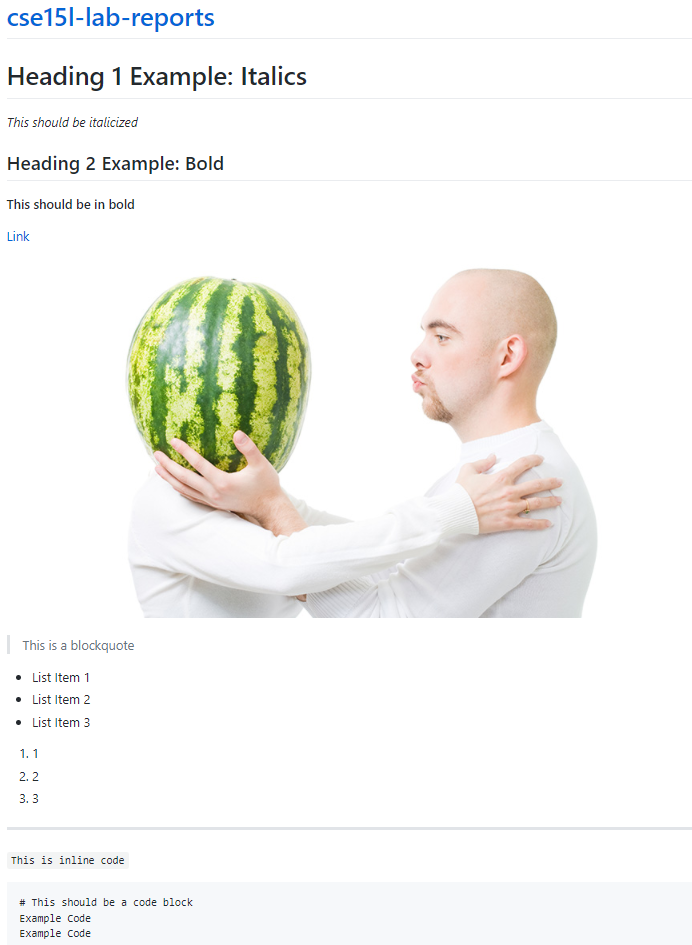 cse15l-lab-reports
Heading 1 Example: Italics
This should be italicized
Heading 2 Example: Bold
This should be in bold
Link
This is a blockquote
List Item 1
List Item 2
List Item 3
1. 1
2. 2
3. 3
This is inline code
# This should be a code block
Example Code
Example Code